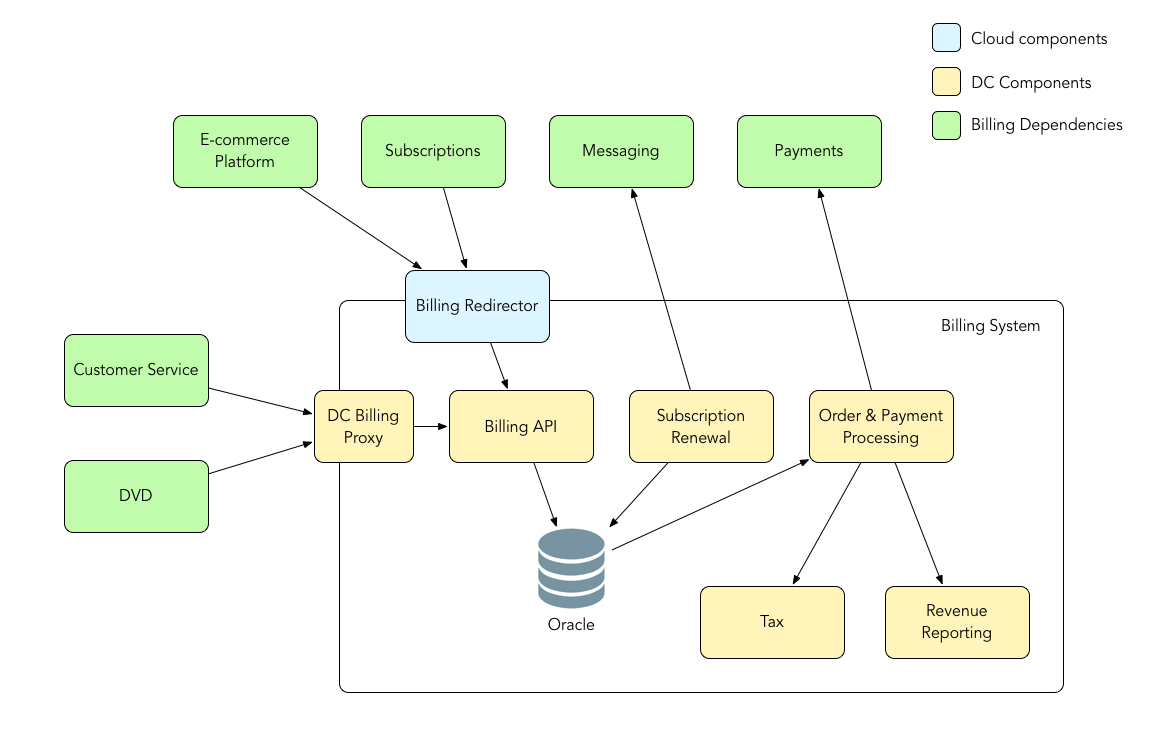 Cloud components
DC Components
Billing Dependencies
E-commerce
Platform
Subscriptions
Messaging
Payments
Billing Redirector
Billing System
Customer Service
DC Billing
Proxy
Billing API
Subscription
Renewal
Order & Payment
Processing
DVD
Oracle
Tax
Revenue
Reporting